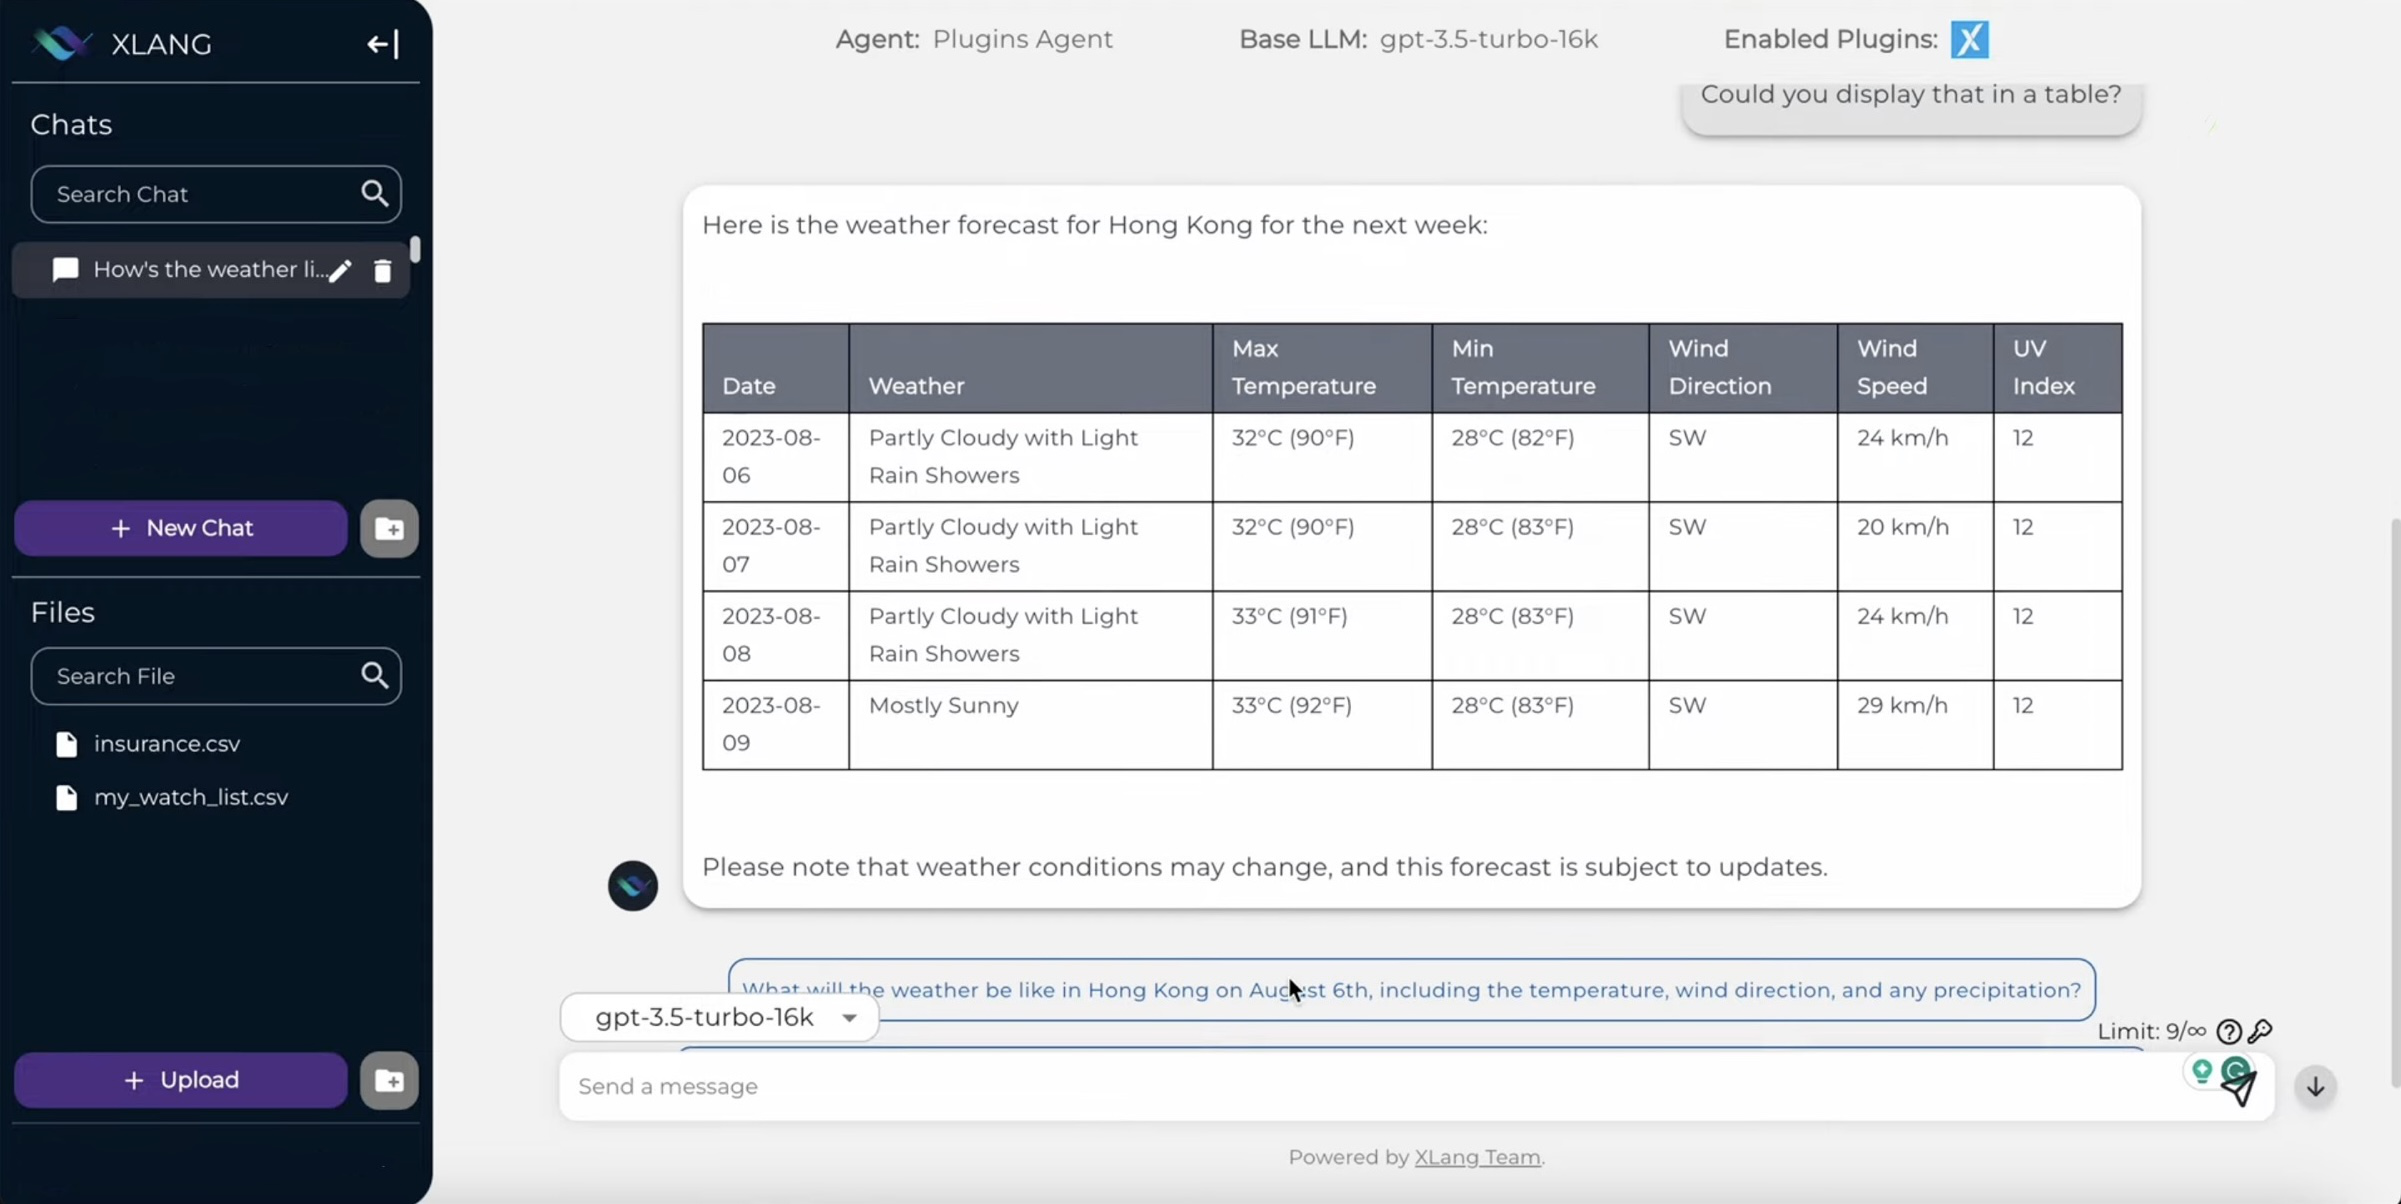 XLANG
Chats
Search Chat
How's the weather li...
+ New Chat
Files
Search File
insurance.csv
my_watch_list.csv
+ Upload
Agent: Plugins Agent
Base LLM: gpt-3.5-turbo-16k
Enabled Plugins:
Could you display that in a table?
Here is the weather forecast for Hong Kong for the next week:
Date Weather Max Temperature Min Temperature Wind Direction Wind Speed UV Index
2023-08-06 Partly Cloudy with Light Rain Showers 32°C (90°F) 28°C (82°F) SW 24 km/h 12
2023-08-07 Partly Cloudy with Light Rain Showers 32°C (90°F) 28°C (83°F) SW 20 km/h 12
2023-08-08 Partly Cloudy with Light Rain Showers 33°C (91°F) 28°C (83°F) SW 24 km/h 12
2023-08-09 Mostly Sunny 33°C (92°F) 28°C (83°F) SW 29 km/h 12
Please note that weather conditions may change, and this forecast is subject to updates.
What will the weather be like in Hong Kong on August 6th, including the temperature, wind direction, and any precipitation?
gpt-3.5-turbo-16k
Limit: 9/∞
Send a message
Powered by XLang Team.